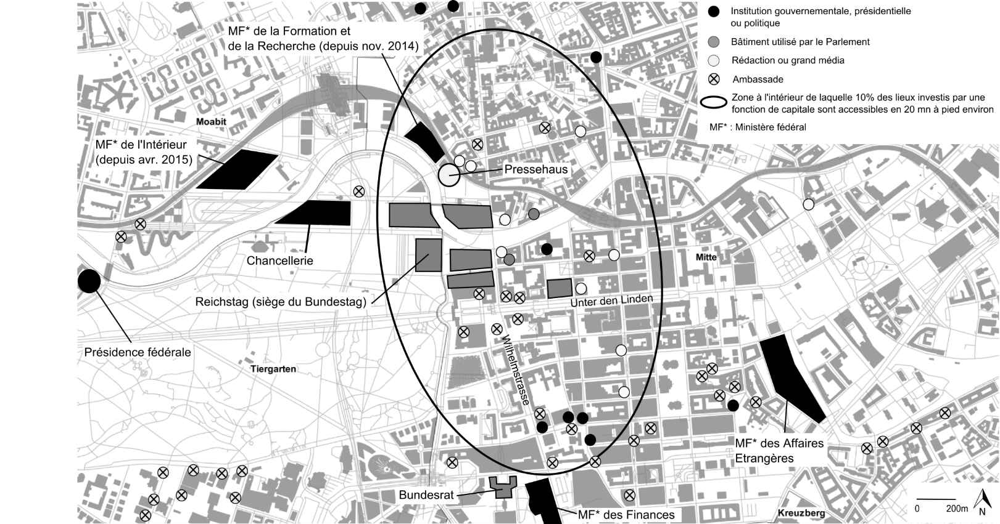 MF* de la Formation et
de la Recherche (depuis nov. 2014)
Institution gouvernementale, présidentielle
ou politique
Bâtiment utilisé par le Parlement
Rédaction ou grand média
Ambassade
Zone à l'intérieur de laquelle 10% des lieux investis par une
fonction de capitale sont accessibles en 20 mn à pied environ
MF* : Ministère fédéral
Moabit
MF* de l'Intérieur
(depuis avr. 2015)
Pressehaus
Chancellerie
Mitte
Reichstag (siège du Bundestag)
Unter den Linden
Présidence fédérale
Tiergarten
Wilhelmstrasse
MF* des Affaires
Etrangères
Bundesrat
MF* des Finances
Kreuzberg
0 200m
N